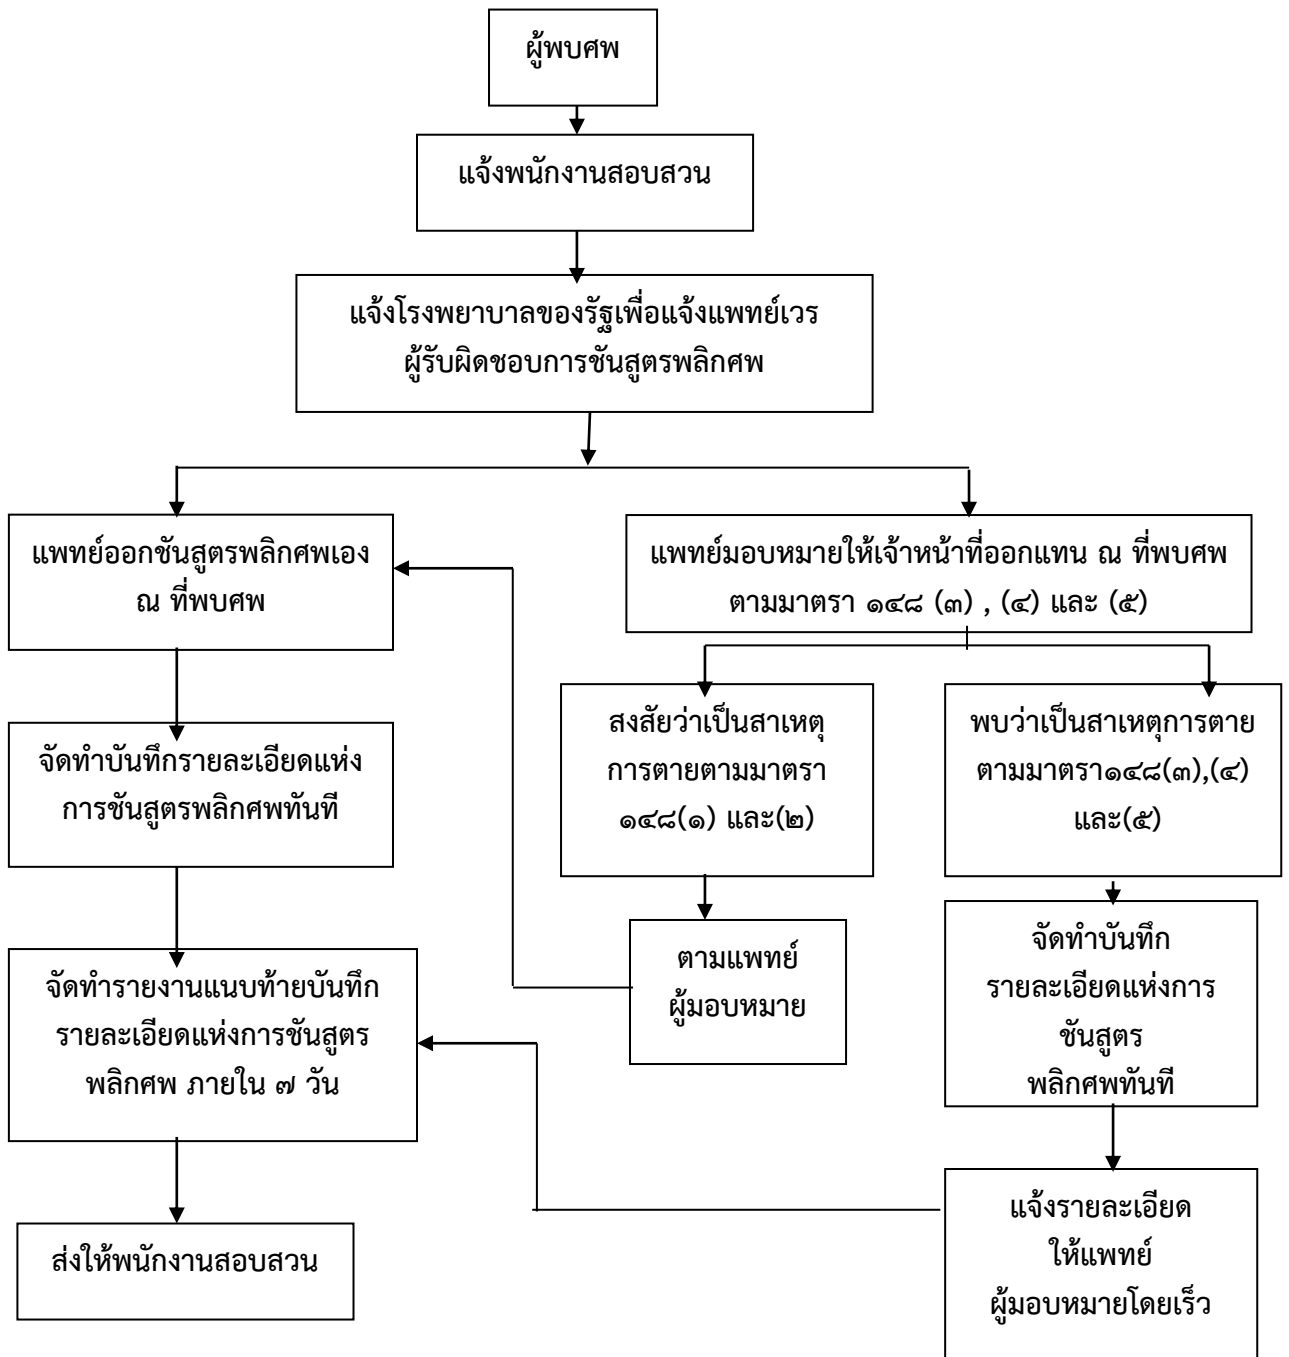 ผู้พบศพ
แจ้งพนักงานสอบสวน
แจ้งโรงพยาบาลของรัฐเพื่อแจ้งแพทย์เวร
ผู้รับผิดชอบการชันสูตรพลิกศพ
แพทย์ออกชันสูตรพลิกศพเอง
ณ ที่พบศพ
แพทย์มอบหมายให้เจ้าหน้าที่ออกแทน ณ ที่พบศพ
ตามมาตรา ๑๔๘ (๓) , (๔) และ (๕)
จัดทำบันทึกรายละเอียดแห่ง
การชันสูตรพลิกศพทันที
สงสัยว่าเป็นสาเหตุ
การตายตามมาตรา
๑๔๘(๑) และ(๒)
พบว่าเป็นสาเหตุการตาย
ตามมาตรา๑๔๘(๓),(๔)
และ(๕)
จัดทำรายงานแนบท้ายบันทึก
รายละเอียดแห่งการชันสูตร
พลิกศพ ภายใน ๗ วัน
ตามแพทย์
ผู้มอบหมาย
จัดทำบันทึก
รายละเอียดแห่งการ
ชันสูตร
พลิกศพทันที
ส่งให้พนักงานสอบสวน
แจ้งรายละเอียด
ให้แพทย์
ผู้มอบหมายโดยเร็ว